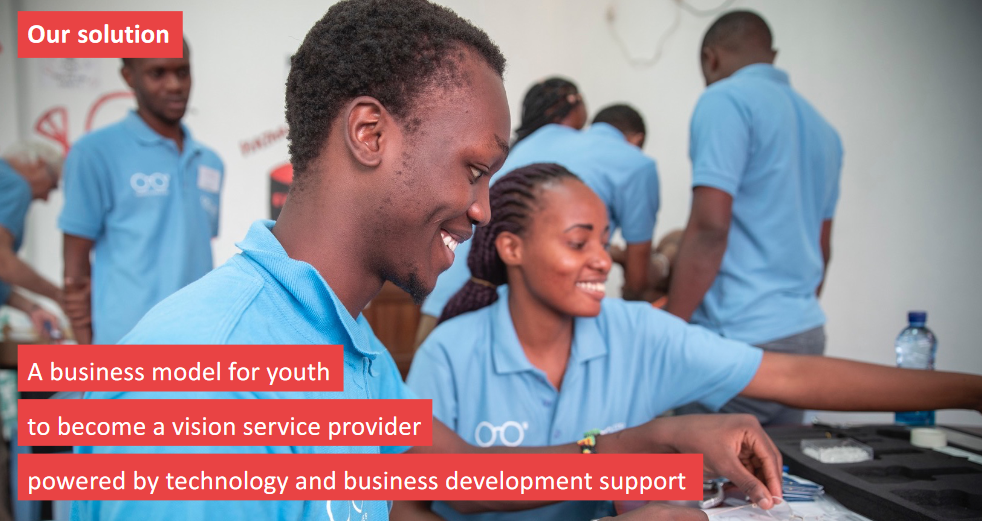 Our solution
A business model for youth
to become a vision service provider
powered by technology and business development support